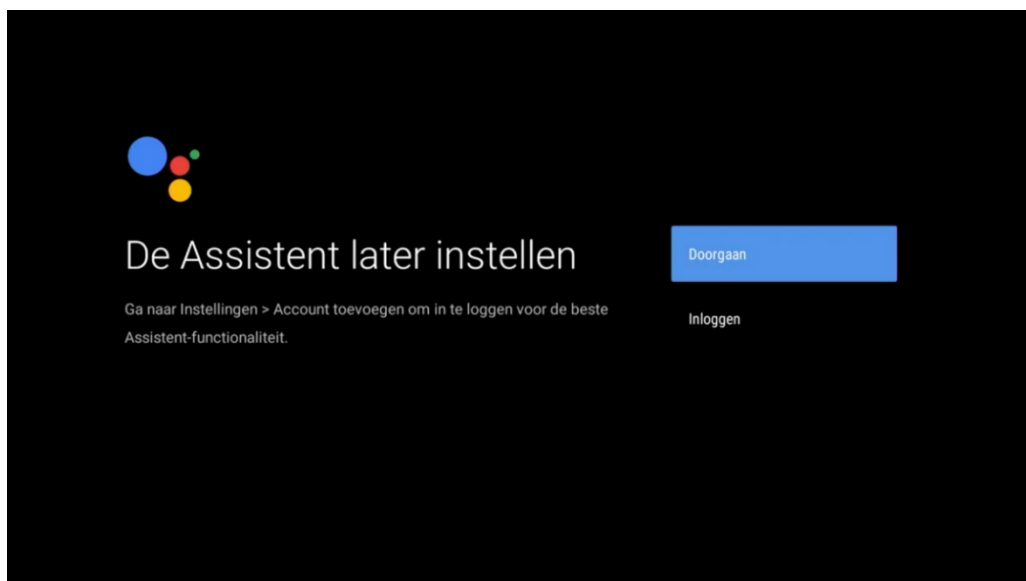 De Assistent later instellen
Ga naar Instellingen > Account toevoegen om in te loggen voor de beste
Assistent-functionaliteit.
Doorgaan
Inloggen